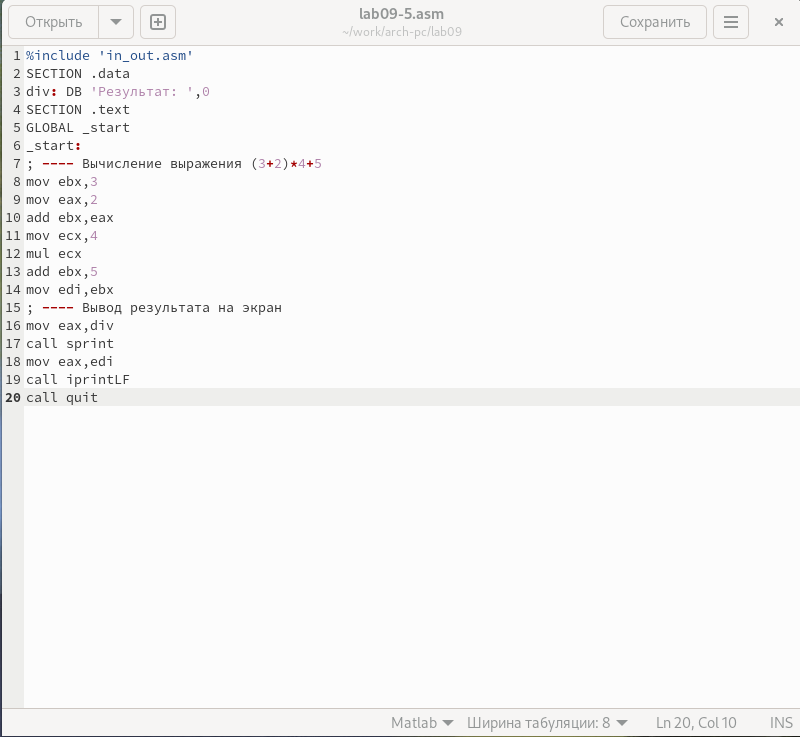 Открыть
lab09-5.asm
~/work/arch-pc/lab09
Сохранить
1 %include 'in_out.asm'
2 SECTION .data
3 div: DB 'Результат: ',0
4 SECTION .text
5 GLOBAL _start
6 _start:
7 ; ---- Вычисление выражения (3+2)*4+5
8 mov ebx,3
9 mov eax,2
10 add ebx,eax
11 mov ecx,4
12 mul ecx
13 add ebx,5
14 mov edi,ebx
15 ; ---- Вывод результата на экран
16 mov eax,div
17 call sprint
18 mov eax,edi
19 call iprintLF
20 call quit
Matlab Ширина табуляции: 8 Ln 20, Col 10 INS